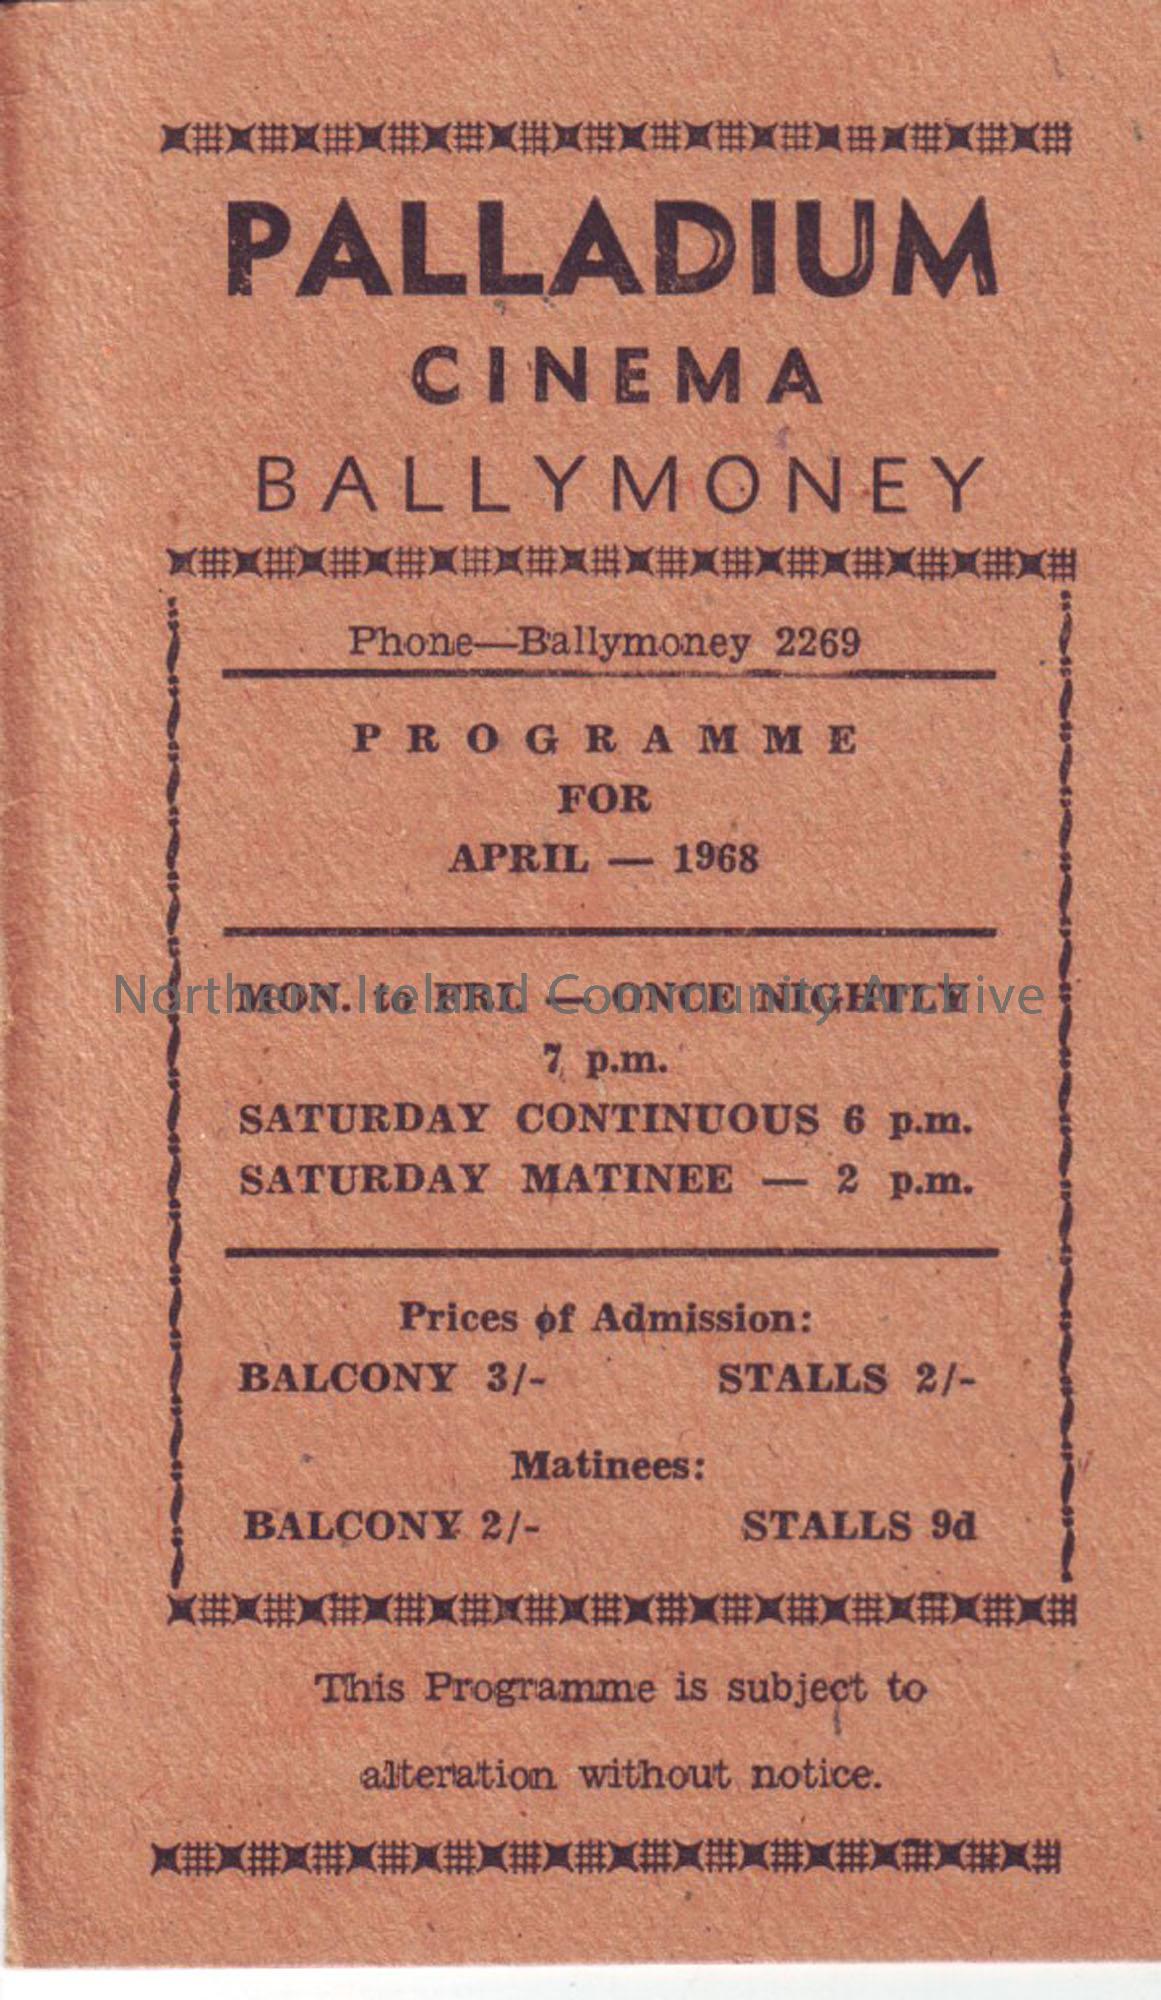 PALLADIUM
CINEMA
BALLYMONEY
Phone—Ballymoney 2269
PROGRAMME
FOR
APRIL — 1968
MON. to FRI. — ONCE NIGHTLY
Northern Ireland Community Archive
7 p.m.
SATURDAY CONTINUOUS 6 p.m.
SATURDAY MATINEE — 2 p.m.
Prices of Admission:
BALCONY 3/- STALLS 2/-
Matinees:
BALCONY 2/- STALLS 9d
This Programme is subject to
alteration without notice.